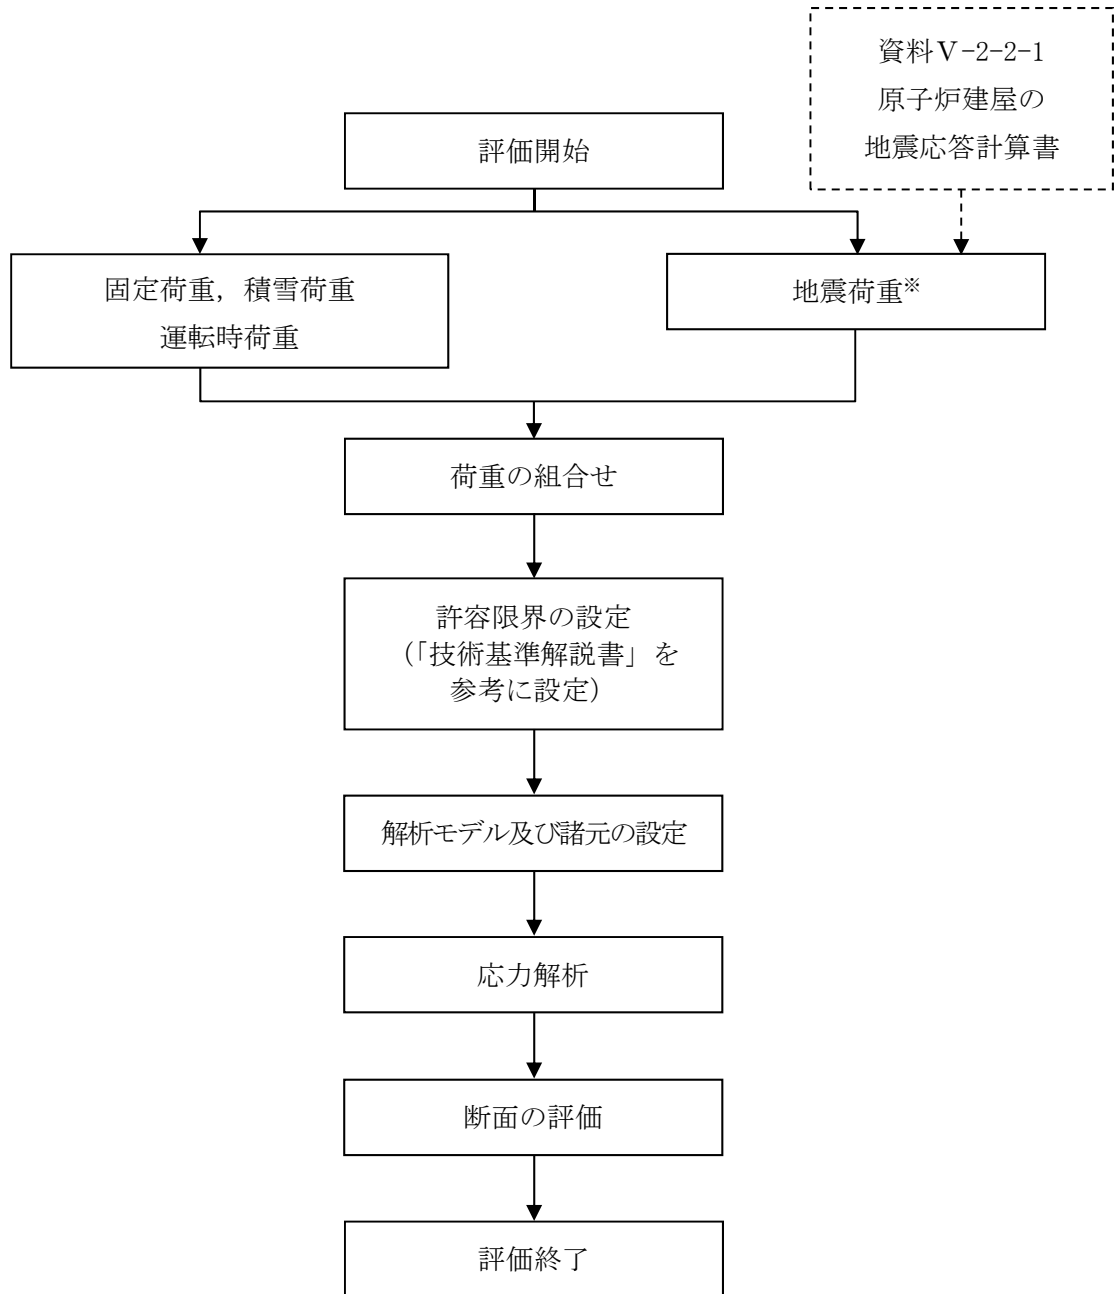 資料Ⅴ-2-2-1
原子炉建屋の
地震応答計算書
評価開始
固定荷重，積雪荷重
運転時荷重
地震荷重※
荷重の組合せ
許容限界の設定
（「技術基準解説書」を
参考に設定）
解析モデル及び諸元の設定
応力解析
断面の評価
評価終了